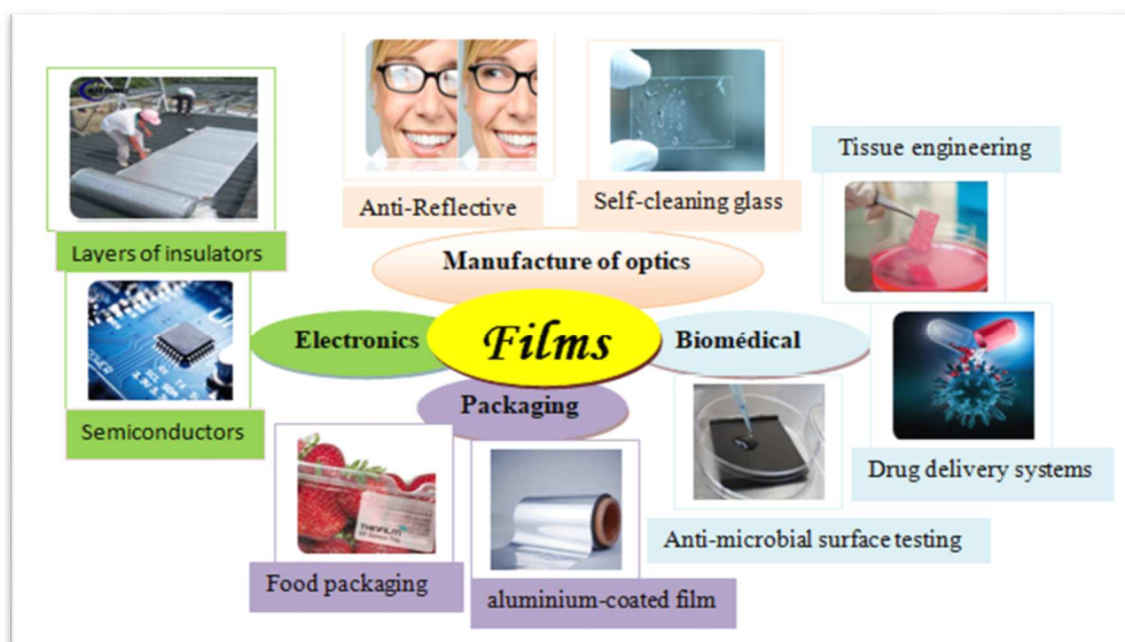 Anti-Reflective
Self-cleaning glass
Tissue engineering
Layers of insulators
Manufacture of optics
Electronics
Films
Biomédical
Packaging
Semiconductors
Drug delivery systems
Anti-microbial surface testing
THINFILM
Food packaging
aluminium-coated film